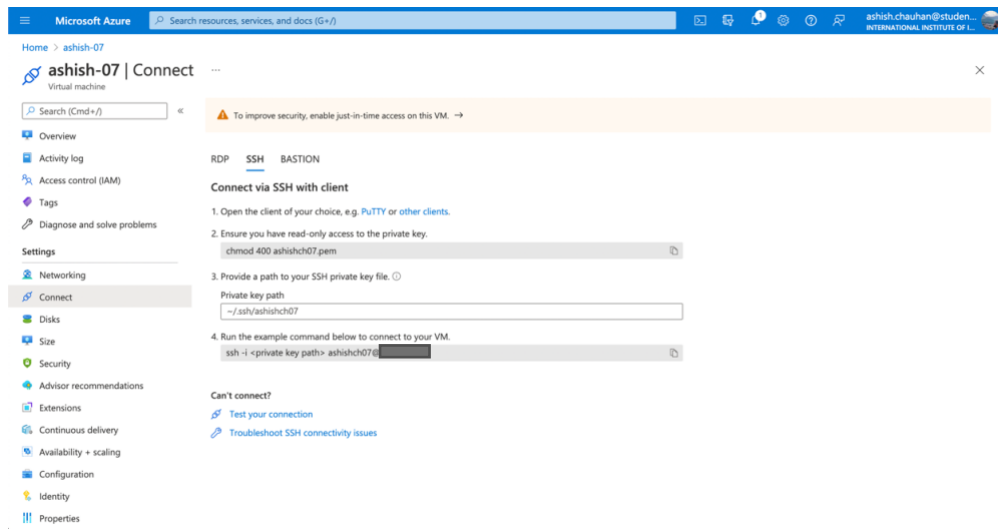 Microsoft Azure
Search resources, services, and docs (G+/)
1
ashish.chauhan@studen...
INTERNATIONAL INSTITUTE OF I...
Home > ashish-07
ashish-07 | Connect ...
Virtual machine
Search (Cmd+/)
«
To improve security, enable just-in-time access on this VM. →
Overview
Activity log
Access control (IAM)
Tags
Diagnose and solve problems
Settings
Networking
Connect
Disks
Size
Security
Advisor recommendations
Extensions
Continuous delivery
Availability + scaling
Configuration
Identity
Properties
RDP SSH BASTION
Connect via SSH with client
1. Open the client of your choice, e.g. PuTTY or other clients.
2. Ensure you have read-only access to the private key.
chmod 400 ashishch07.pem
3. Provide a path to your SSH private key file.
Private key path
~/.ssh/ashishch07
4. Run the example command below to connect to your VM.
ssh -i <private key path> ashishch07@
Can't connect?
Test your connection
Troubleshoot SSH connectivity issues